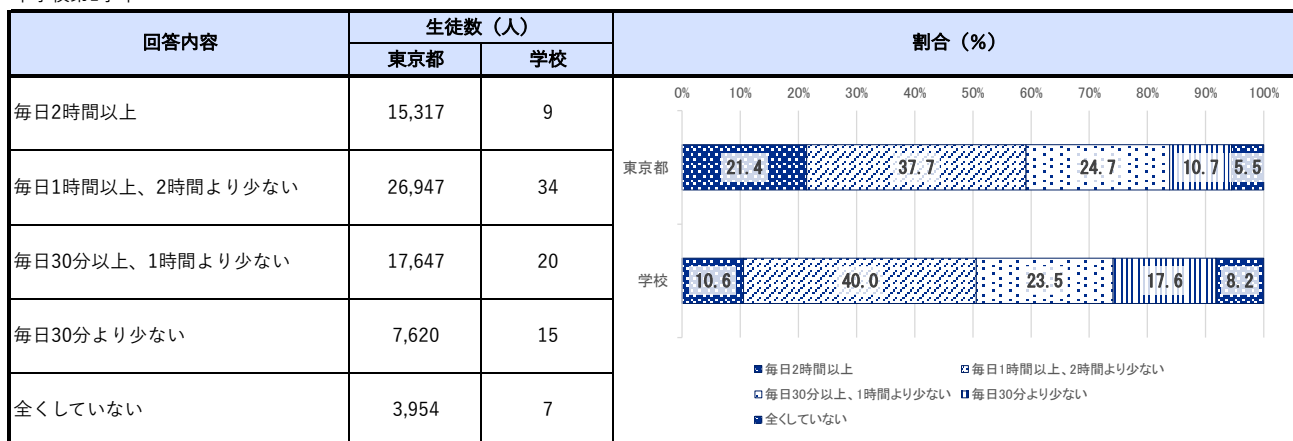 回答内容 生徒数（人） 割合（%）
東京都 学校
毎日2時間以上 15,317 9
毎日1時間以上、2時間より少ない 26,947 34
毎日30分以上、1時間より少ない 17,647 20
毎日30分より少ない 7,620 15
全くしていない 3,954 7
0% 10% 20% 30% 40% 50% 60% 70% 80% 90% 100%
東京都 21.4 37.7 24.7 10.7 5.5
学校 10.6 40.0 23.5 17.6 8.2
毎日2時間以上 毎日1時間以上、2時間より少ない
毎日30分以上、1時間より少ない 毎日30分より少ない
全くしていない